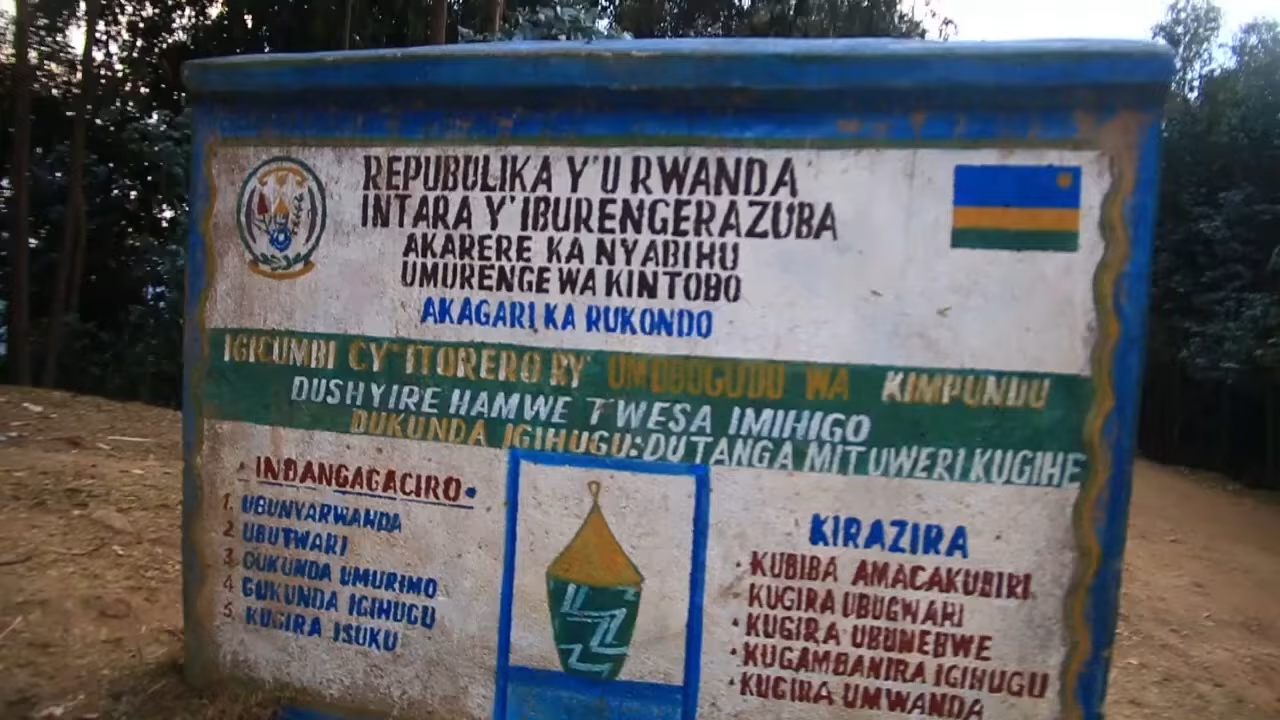 REPUBULIKA Y'U RWANDA
INTARA Y'IBURENGERAZUBA
AKARERE KA NYABIHU
UMURENGE WA KINTOBO
AKAGARI KA RUKONDO
IGICUMBI CY'ITORERO RY' UMUDUGUDU WA KIMPUNDU
DUSHYIRE HAMWE TWESA IMIHIGO
DUKUNDA IGIHUGU:DUTANGA MITUWERI KUGIHE
INDANGAGACIRO
1. UBUNYARWANDA
2 UBUTWARI
3 GUKUNDA UMURIMO
4 GUKUNDA IGIHUGU
5. KUGIRA ISUKU
KIRAZIRA
• KUBIBA AMACAKUBIRI
KUGIRA UBUGWARI
• KUGIRA UBUNEBWE
• KUGAMBANIRA IGIHUGU
• KUGIRA UMWANDA